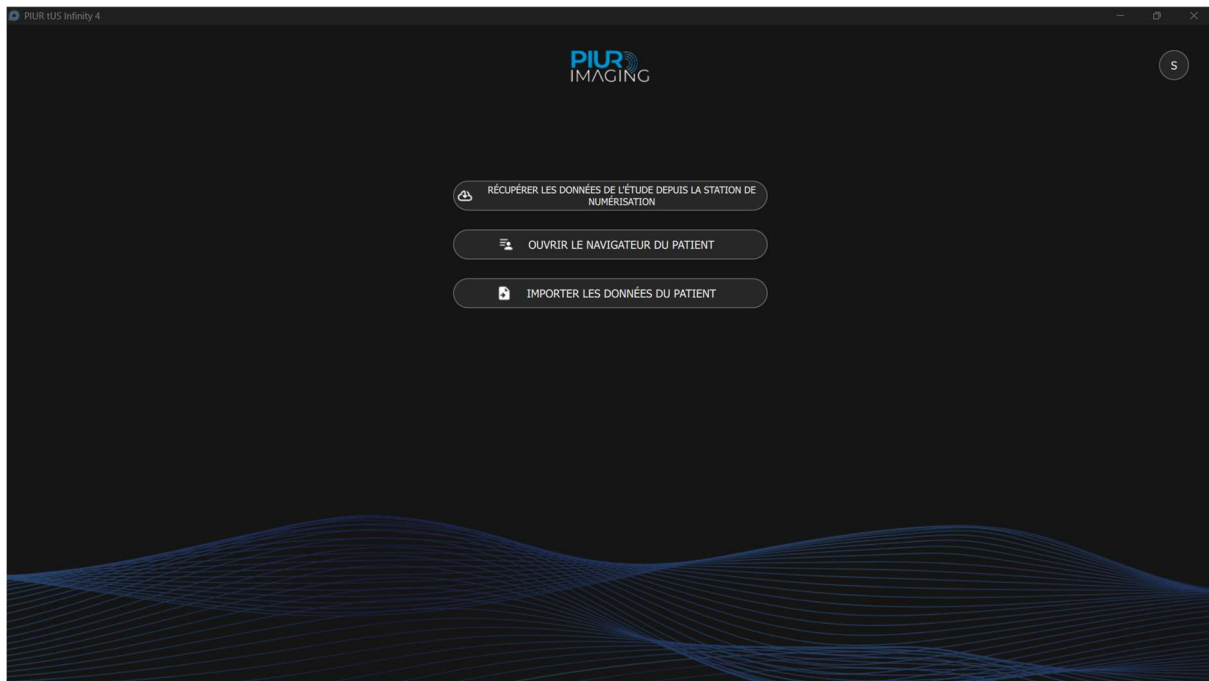 PIUR tUS Infinity 4
PIUR
IMAGING
S
RÉCUPÉRER LES DONNÉES DE L'ÉTUDE DEPUIS LA STATION DE
NUMÉRISATION
OUVRIR LE NAVIGATEUR DU PATIENT
IMPORTER LES DONNÉES DU PATIENT